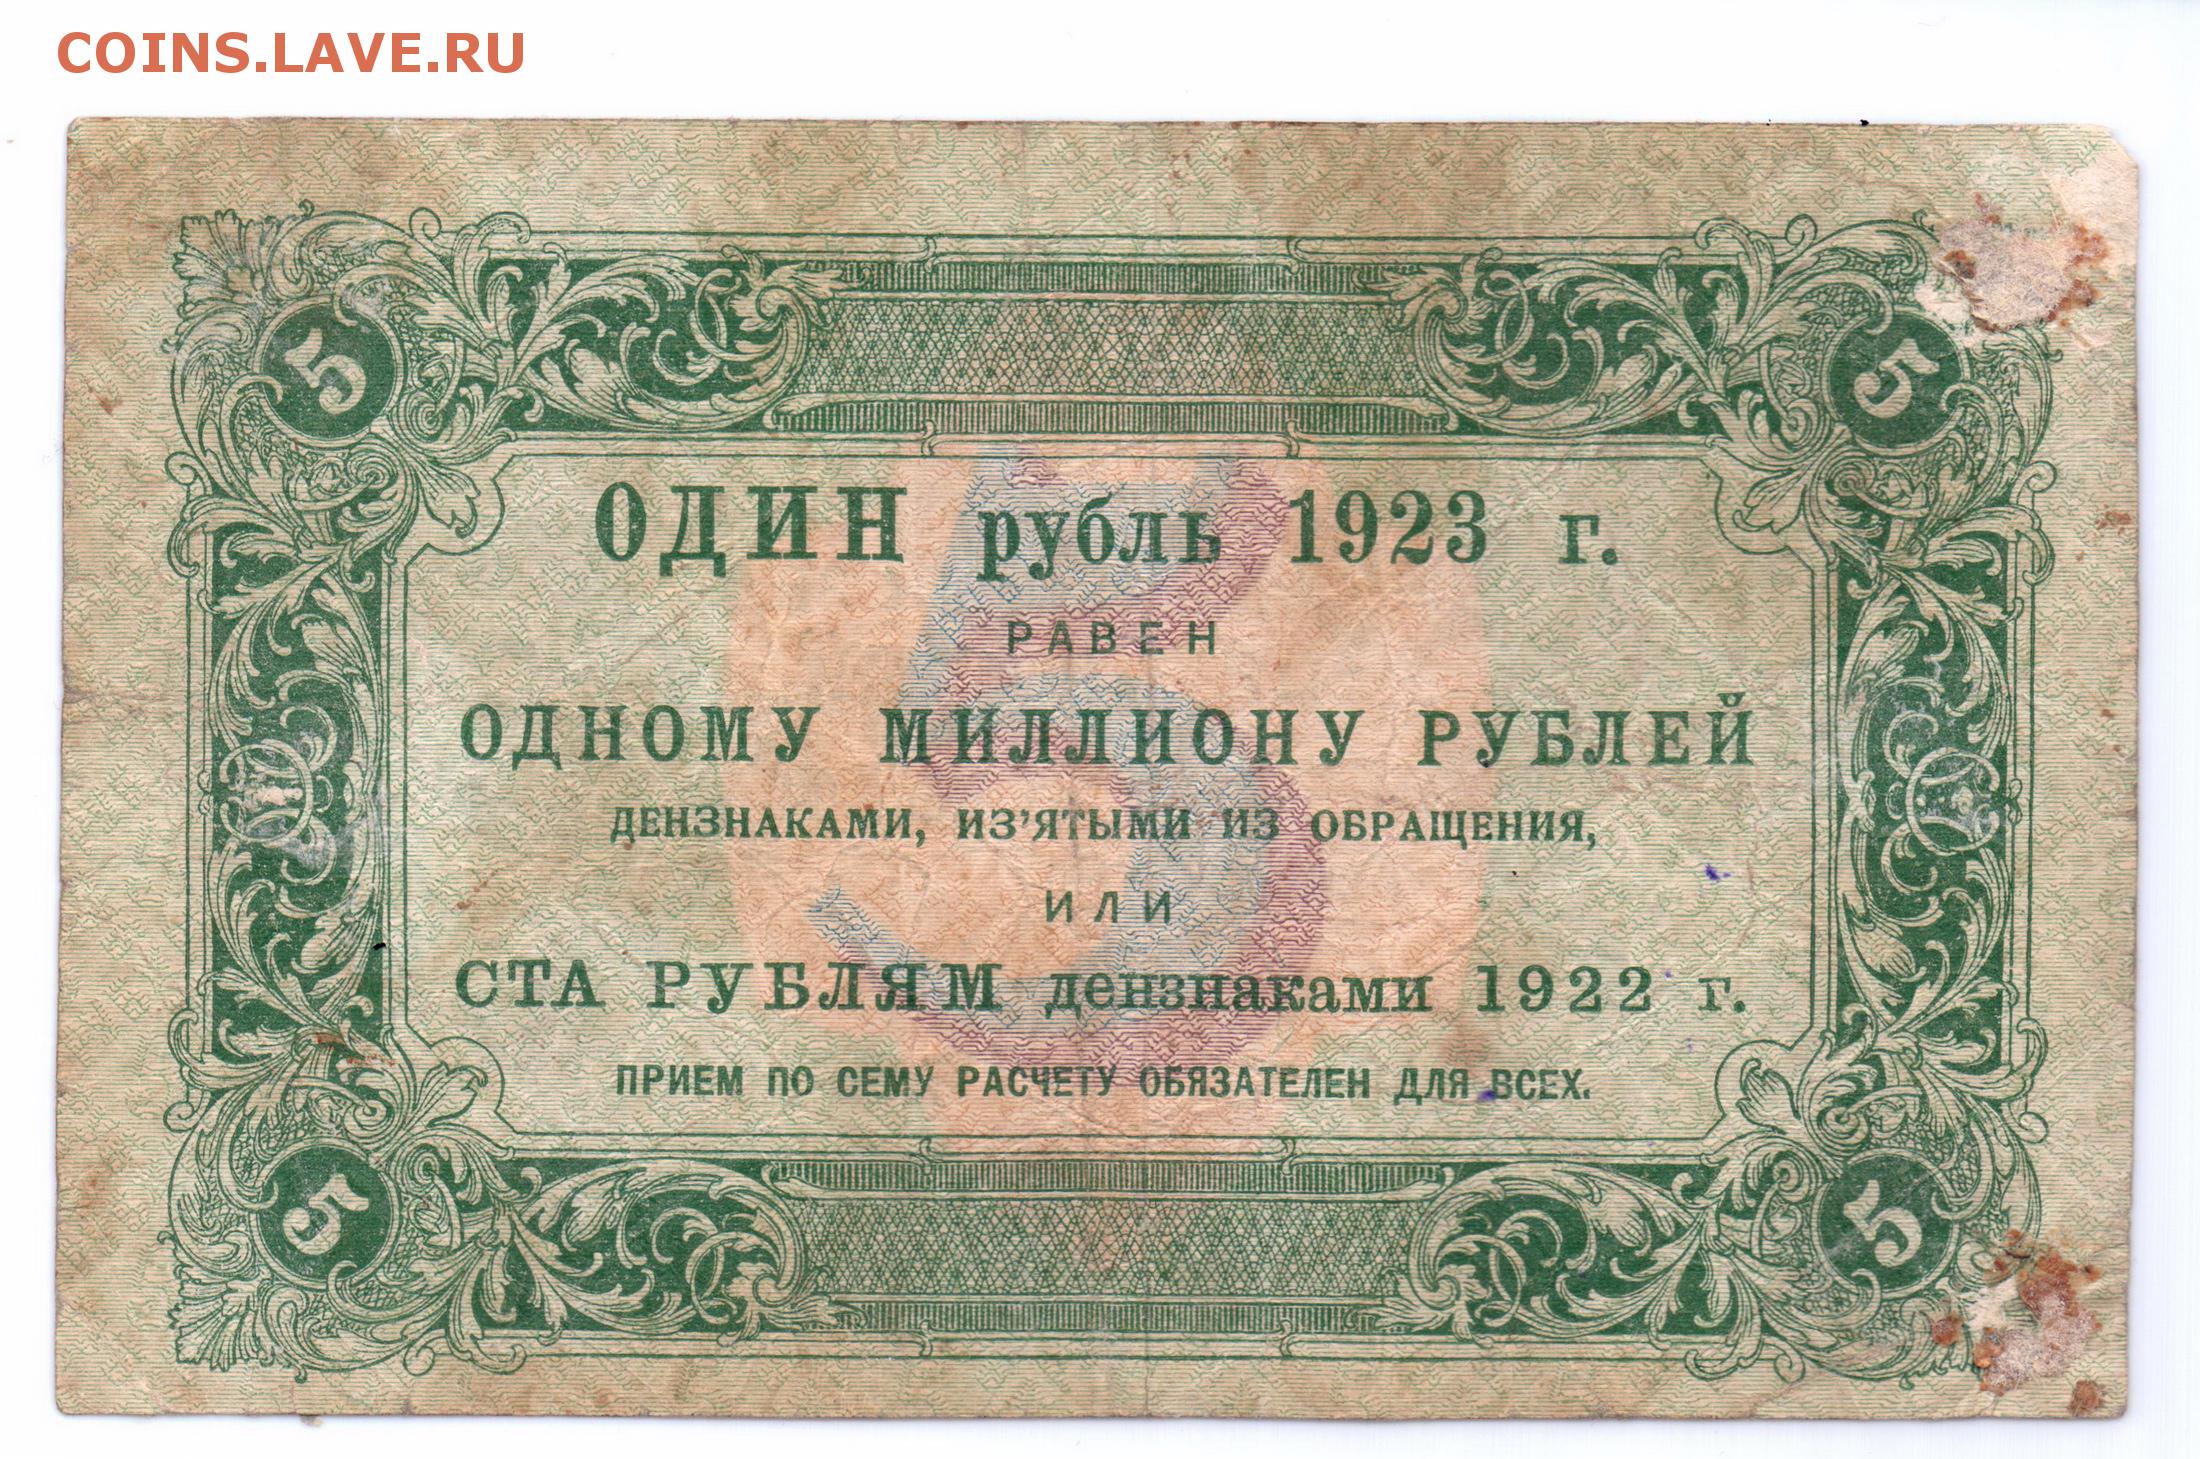 COINS.LAVE.RU
5 5
ОДИН рубль 1923 г.
РАВЕН
ОДНОМУ МИЛЛИОНУ РУБЛЕЙ
ДЕНЗНАКАМИ, ИЗ'ЯТЫМИ ИЗ ОБРАЩЕНИЯ,
ИЛИ
СТА РУБЛЯМ дензнаками 1922 г.
ПРИЕМ ПО СЕМУ РАСЧЕТУ ОБЯЗАТЕЛЕН ДЛЯ ВСЕХ.
5
5 5